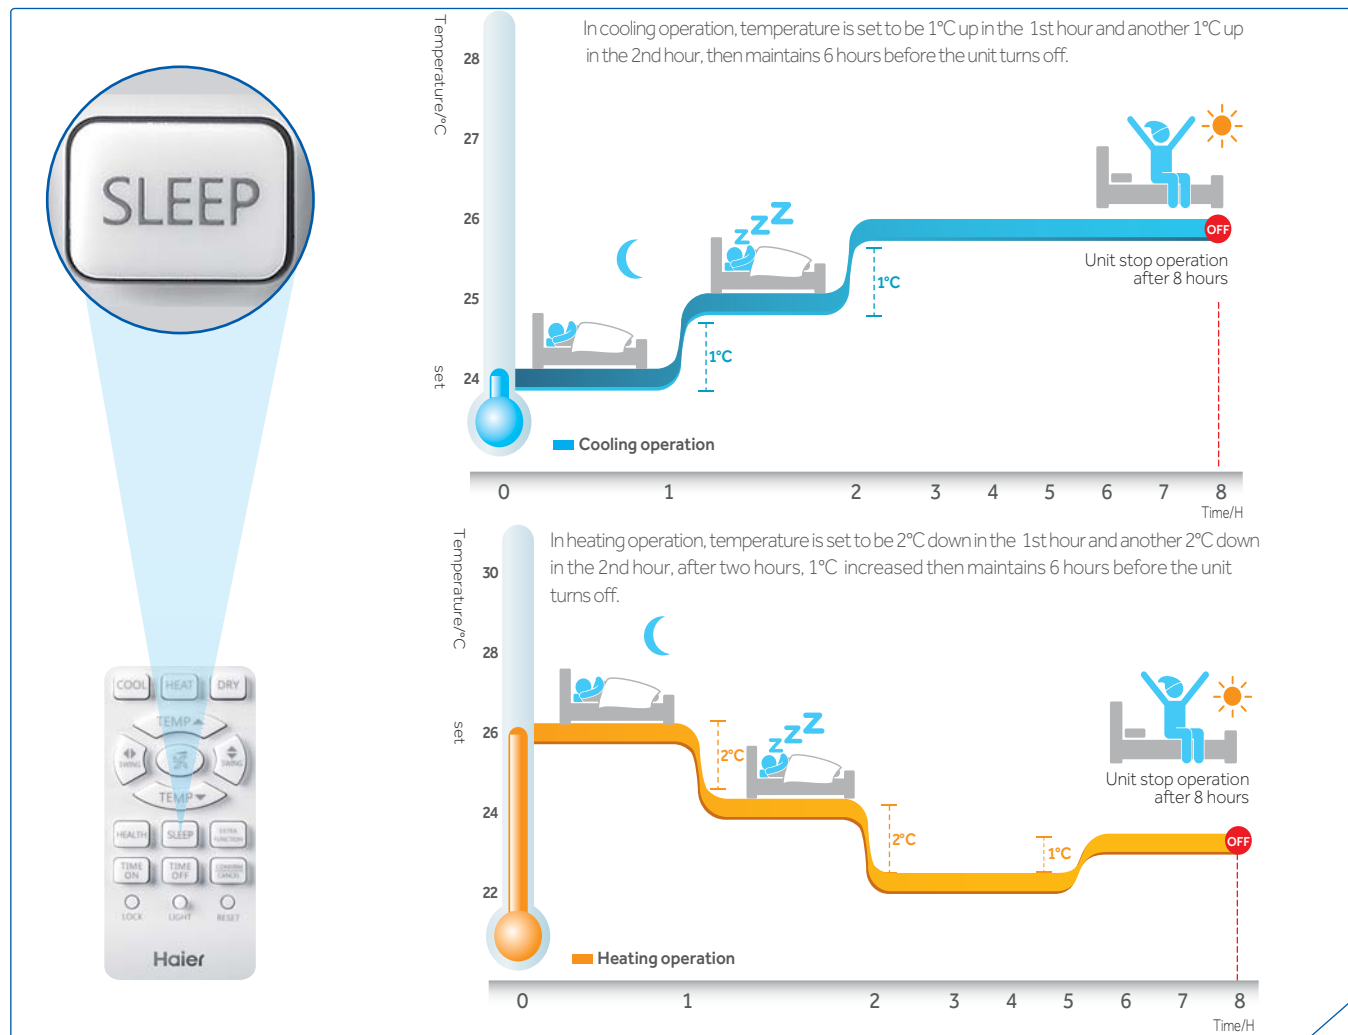 SLEEP
COOL
HEAT
DRY
TEMP
SWING
SWING
TEMP
HEALTH
SLEEP
EXTRA
FUNCTION
TIME
ON
TIME
OFF
CONFIRM
CANCEL
LOCK
LIGHT
RESET
Haier
In cooling operation, temperature is set to be 1°C up in the 1st hour and another 1°C up
in the 2nd hour, then maintains 6 hours before the unit turns off.
Temperature/°C
28
27
26
25
set
24
z z z
1°C
1°C
OFF
Unit stop operation
after 8 hours
Cooling operation
0 1 2 3 4 5 6 7 8
Time/H
In heating operation, temperature is set to be 2°C down in the 1st hour and another 2°C down
in the 2nd hour, after two hours, 1°C increased then maintains 6 hours before the unit
turns off.
Temperature/°C
30
28
set
26
24
22
z z z
2°C
2°C
1°C
OFF
Unit stop operation
after 8 hours
Heating operation
0 1 2 3 4 5 6 7 8
Time/H